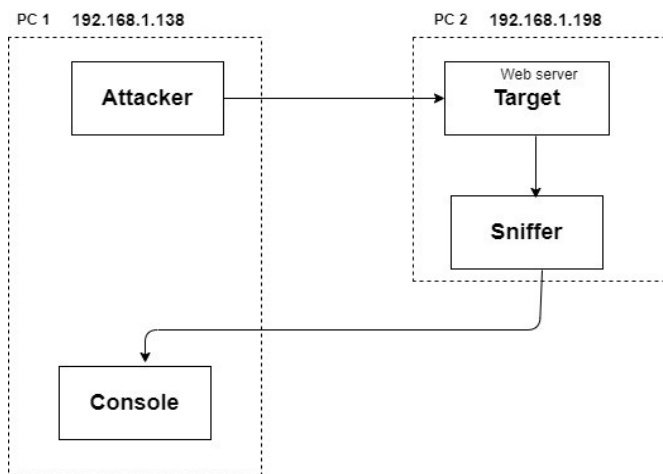 PC 1 192.168.1.138
PC 2 192.168.1.198
Attacker
Web server
Target
Sniffer
Console